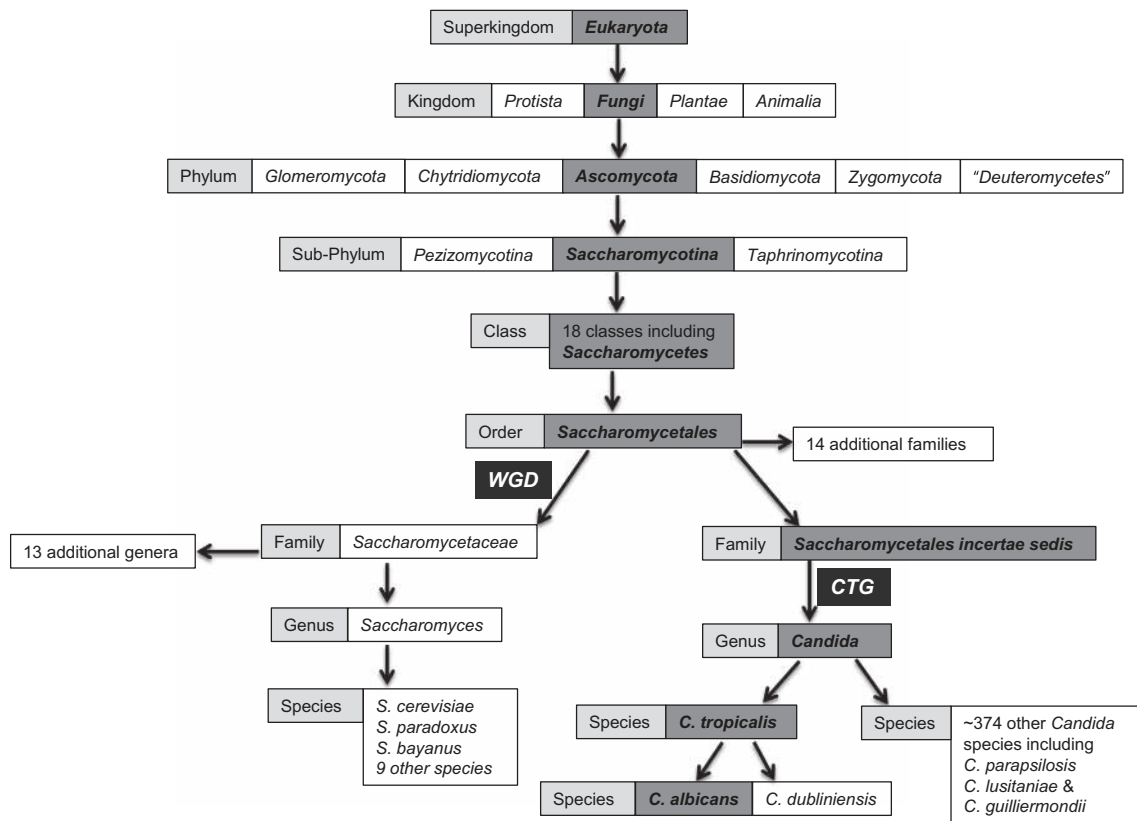 Superkingdom Eukaryota
Kingdom Protista Fungi Plantae Animalia
Phylum Glomeromycota Chytridiomycota Ascomycota Basidiomycota Zygomycota “Deuteromycetes”
Sub-Phylum Pezizomycotina Saccharomycotina Taphrinomycotina
Class
18 classes including
Saccharomycetes
Order Saccharomycetales
14 additional families
WGD
13 additional genera
Family Saccharomycetaceae
Family Saccharomycetales incertae sedis
CTG
Genus Saccharomyces
Genus Candida
Species
S. cerevisiae
S. paradoxus
S. bayanus
9 other species
Species C. tropicalis
Species
~374 other Candida
species including
C. parapsilosis
C. lusitaniae &
C. guilliermondii
Species C. albicans C. dubliniensis